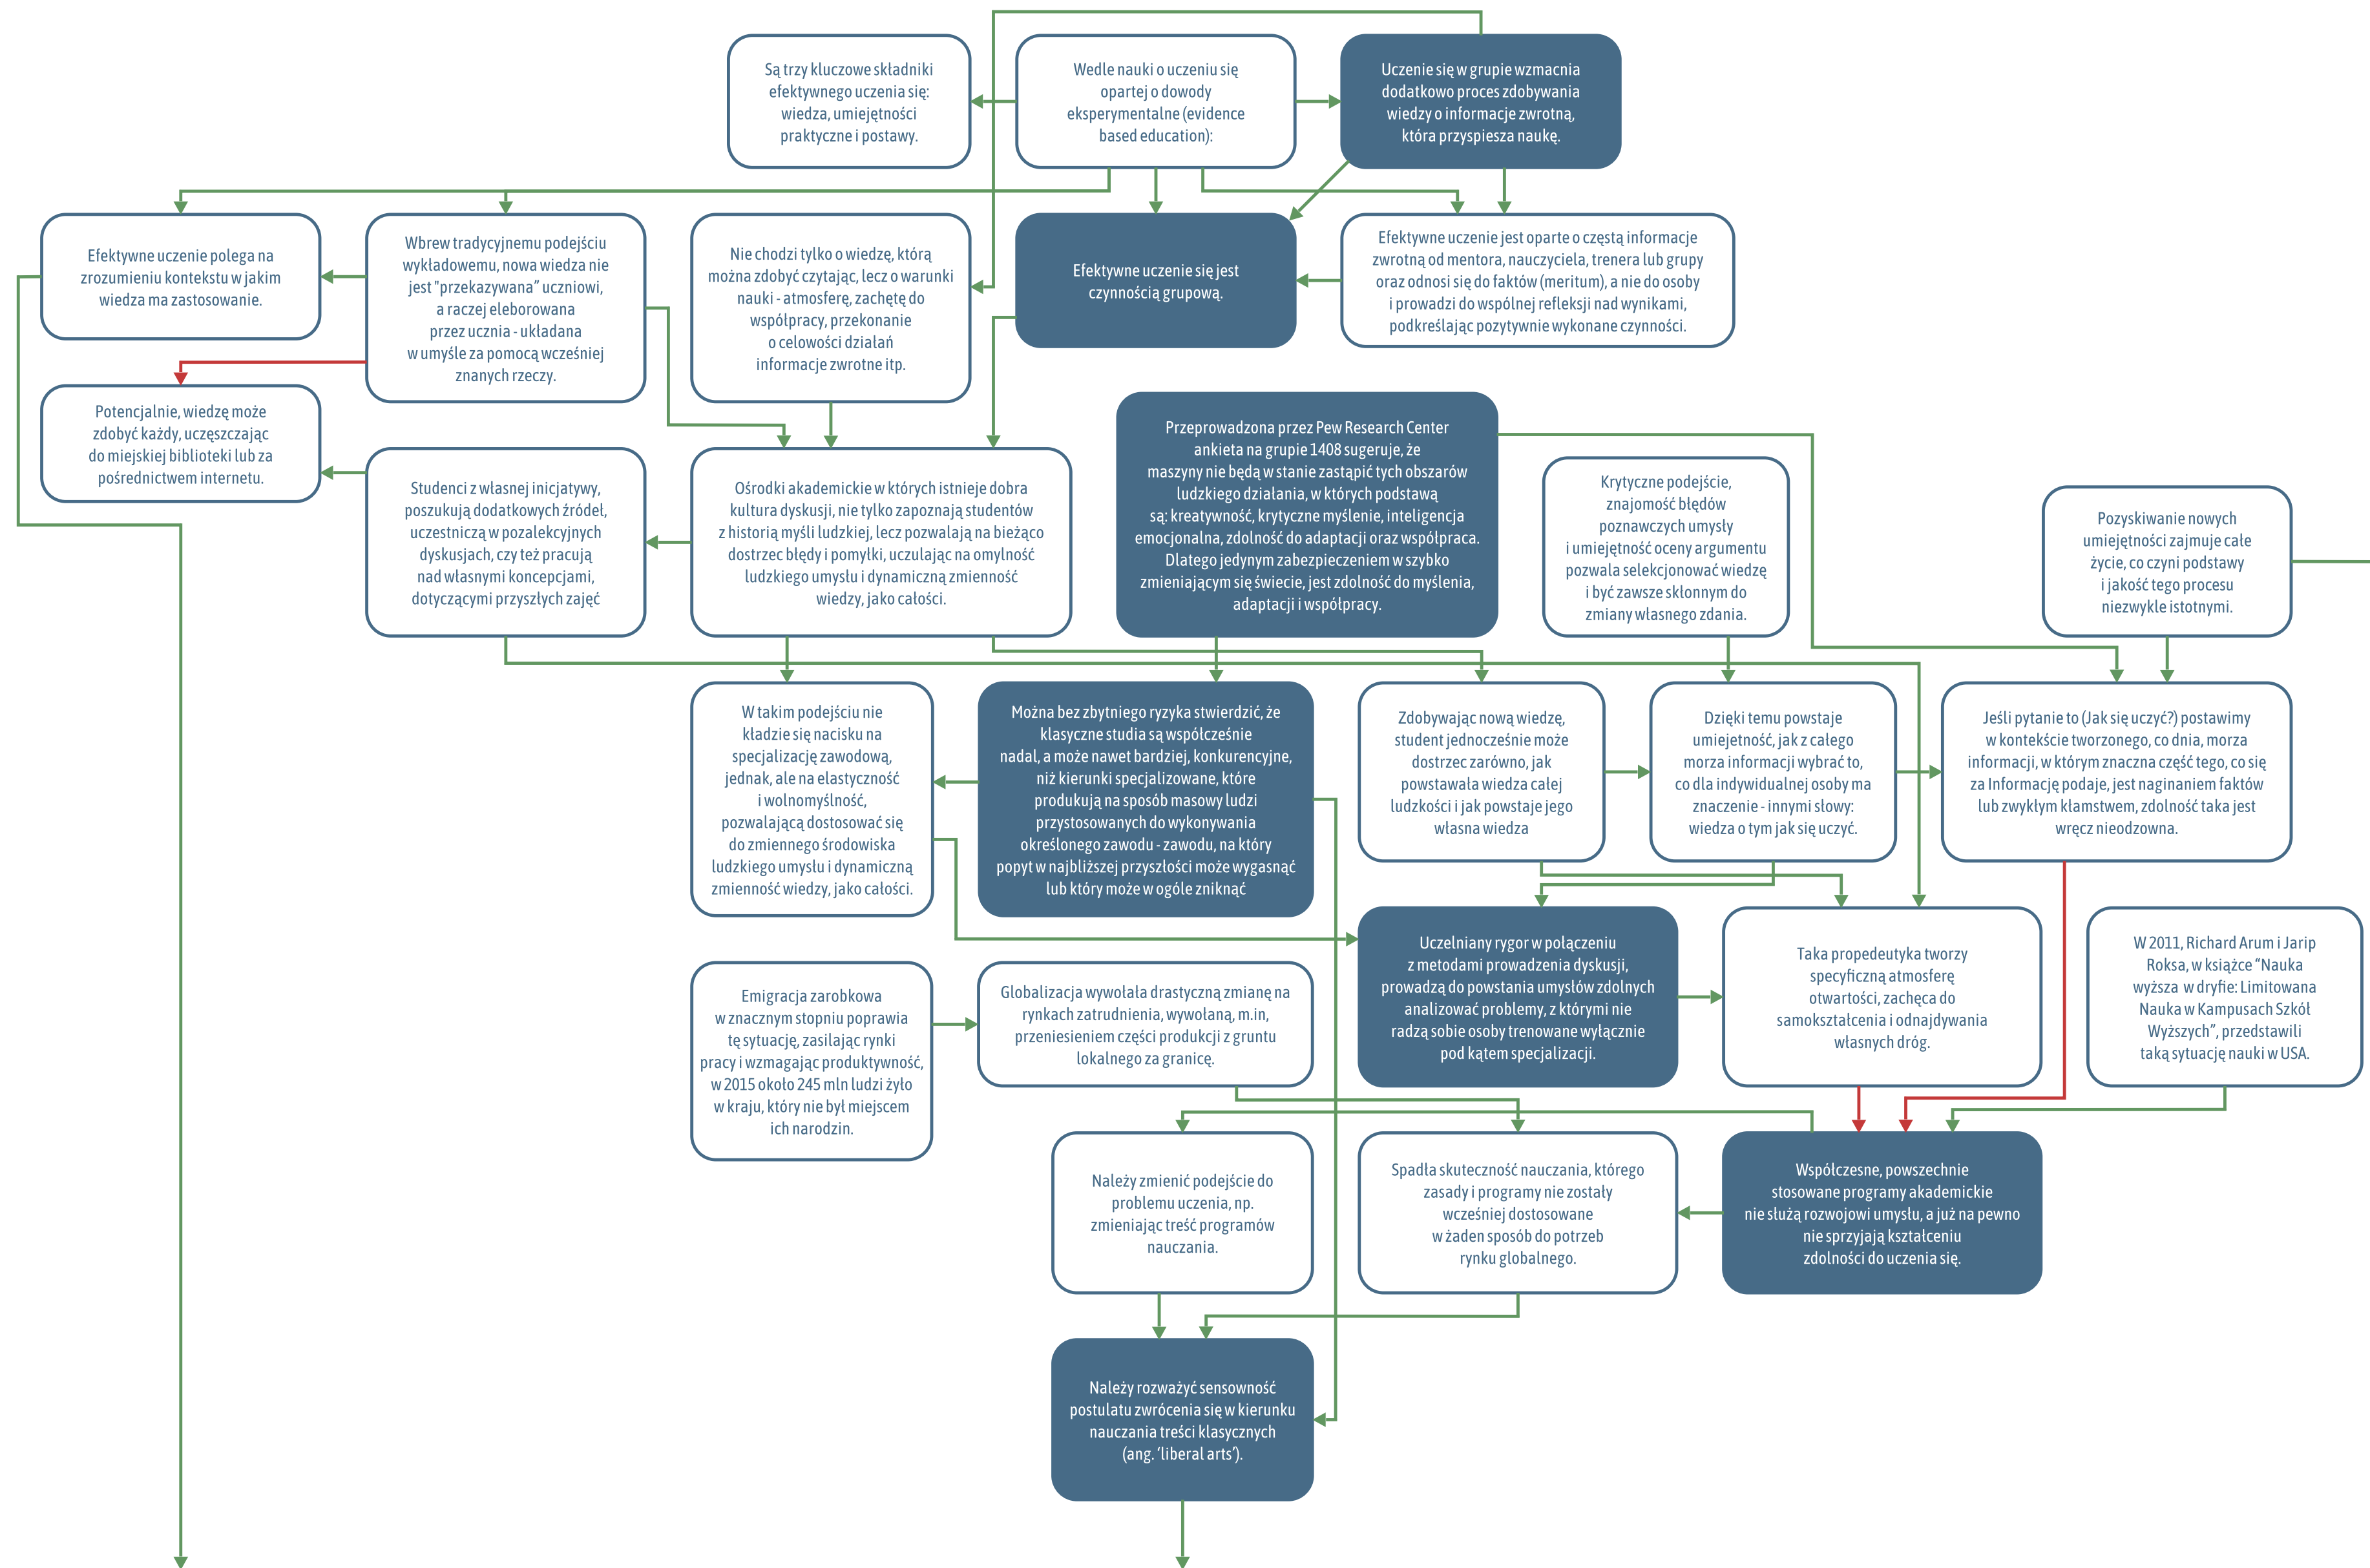 Są trzy kluczowe składniki
efektywnego uczenia się:
wiedza, umiejętności
praktyczne i postawy.
Wedle nauki o uczeniu się
opartej o dowody
eksperymentalne (evidence
based education):
Uczenie się w grupie wzmacnia
dodatkowo proces zdobywania
wiedzy o informacje zwrotną,
która przyspiesza naukę.
Efektywne uczenie polega na
zrozumieniu kontekstu w jakim
wiedza ma zastosowanie.
Wbrew tradycyjnemu podejściu
wykładowemu, nowa wiedza nie
jest "przekazywana” uczniowi,
a raczej eleborowana
przez ucznia - układana
w umyśle za pomocą wcześniej
znanych rzeczy.
Nie chodzi tylko o wiedzę, którą
można zdobyć czytając, lecz o warunki
nauki - atmosferę, zachętę do
współpracy, przekonanie
o celowości działań
informacje zwrotne itp.
Efektywne uczenie się jest
czynnością grupową.
Efektywne uczenie jest oparte o częstą informacje
zwrotną od mentora, nauczyciela, trenera lub grupy
oraz odnosi się do faktów (meritum), a nie do osoby
i prowadzi do wspólnej refleksji nad wynikami,
podkreślając pozytywnie wykonane czynności.
Potencjalnie, wiedzę może
zdobyć każdy, uczęszczając
do miejskiej biblioteki lub za
pośrednictwem internetu.
Studenci z własnej inicjatywy,
poszukują dodatkowych źródeł,
uczestniczą w pozalekcyjnych
dyskusjach, czy też pracują
nad własnymi koncepcjami,
dotyczącymi przyszłych zajęć
Ośrodki akademickie w których istnieje dobra
kultura dyskusji, nie tylko zapoznają studentów
z historią myśli ludzkiej, lecz pozwalają na bieżąco
dostrzec błędy i pomyłki, uczulając na omylność
ludzkiego umysłu i dynamiczną zmienność
wiedzy, jako całości.
Przeprowadzona przez Pew Research Center
ankieta na grupie 1408 sugeruje, że
maszyny nie będą w stanie zastąpić tych obszarów
ludzkiego działania, w których podstawą
są: kreatywność, krytyczne myślenie, inteligencja
emocjonalna, zdolność do adaptacji oraz współpraca.
Dlatego jedynym zabezpieczeniem w szybko
zmieniającym się świecie, jest zdolność do myślenia,
adaptacji i współpracy.
Krytyczne podejście,
znajomość błędów
poznawczych umysły
i umiejętność oceny argumentu
pozwala selekcjonować wiedzę
i być zawsze skłonnym do
zmiany własnego zdania.
Pozyskiwanie nowych
umiejętności zajmuje całe
życie, co czyni podstawy
i jakość tego procesu
niezwykle istotnymi.
W takim podejściu nie
kładzie się nacisku na
specjalizację zawodową,
jednak, ale na elastyczność
i wolnomyślność,
pozwalającą dostosować się
do zmiennego środowiska
ludzkiego umysłu i dynamiczną
zmienność wiedzy, jako całości.
Można bez zbytniego ryzyka stwierdzić, że
klasyczne studia są współcześnie
nadal, a może nawet bardziej, konkurencyjne,
niż kierunki specjalizowane, które
produkują na sposób masowy ludzi
przystosowanych do wykonywania
określonego zawodu - zawodu, na który
popyt w najbliższej przyszłości może wygasnąć
lub który może w ogóle zniknąć
Zdobywając nową wiedzę,
student jednocześnie może
dostrzec zarówno, jak
powstawała wiedza całej
ludzkości i jak powstaje jego
własna wiedza
Dzięki temu powstaje
umiejetność, jak z całego
morza informacji wybrać to,
co dla indywidualnej osoby ma
znaczenie - innymi słowy:
wiedza o tym jak się uczyć.
Jeśli pytanie to (Jak się uczyć?) postawimy
w kontekście tworzonego, co dnia, morza
informacji, w którym znaczna część tego, co się
za Informację podaje, jest naginaniem faktów
lub zwykłym kłamstwem, zdolność taka jest
wręcz nieodzowna.
Uczelniany rygor w połączeniu
z metodami prowadzenia dyskusji,
prowadzą do powstania umysłów zdolnych
analizować problemy, z którymi nie
radzą sobie osoby trenowane wyłącznie
pod kątem specjalizacji.
Taka propedeutyka tworzy
specyficzną atmosferę
otwartości, zachęca do
samokształcenia i odnajdywania
własnych dróg.
W 2011, Richard Arum i Jarip
Roksa, w książce “Nauka
wyższa w dryfie: Limitowana
Nauka w Kampusach Szkół
Wyższych”, przedstawili
taką sytuację nauki w USA.
Emigracja zarobkowa
w znacznym stopniu poprawia
tę sytuację, zasilając rynki
pracy i wzmagając produktywność,
w 2015 około 245 mln ludzi żyło
w kraju, który nie był miejscem
ich narodzin.
Globalizacja wywołała drastyczną zmianę na
rynkach zatrudnienia, wywołaną, m.in,
przeniesieniem części produkcji z gruntu
lokalnego za granicę.
Należy zmienić podejście do
problemu uczenia, np.
zmieniając treść programów
nauczania.
Spadła skuteczność nauczania, którego
zasady i programy nie zostały
wcześniej dostosowane
w żaden sposób do potrzeb
rynku globalnego.
Współczesne, powszechnie
stosowane programy akademickie
nie służą rozwojowi umysłu, a już na pewno
nie sprzyjają kształceniu
zdolności do uczenia się.
Należy rozważyć sensowność
postulatu zwrócenia się w kierunku
nauczania treści klasycznych
(ang. ‘liberal arts’).